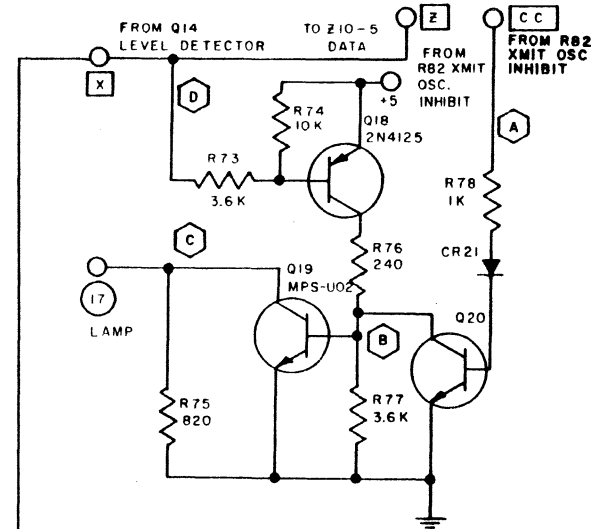 FROM Q14
LEVEL DETECTOR
TO Z10-5
DATA
Z
CC
FROM R82
XMIT OSC
INHIBIT
FROM
R82 XMIT
OSC.
INHIBIT
X
D
+5
A
R74
10K
Q18
2N4125
R73
3.6K
R78
1K
C
R76
240
CR21
Q19
MPS-U02
Q20
17
LAMP
B
R75
820
R77
3.6K